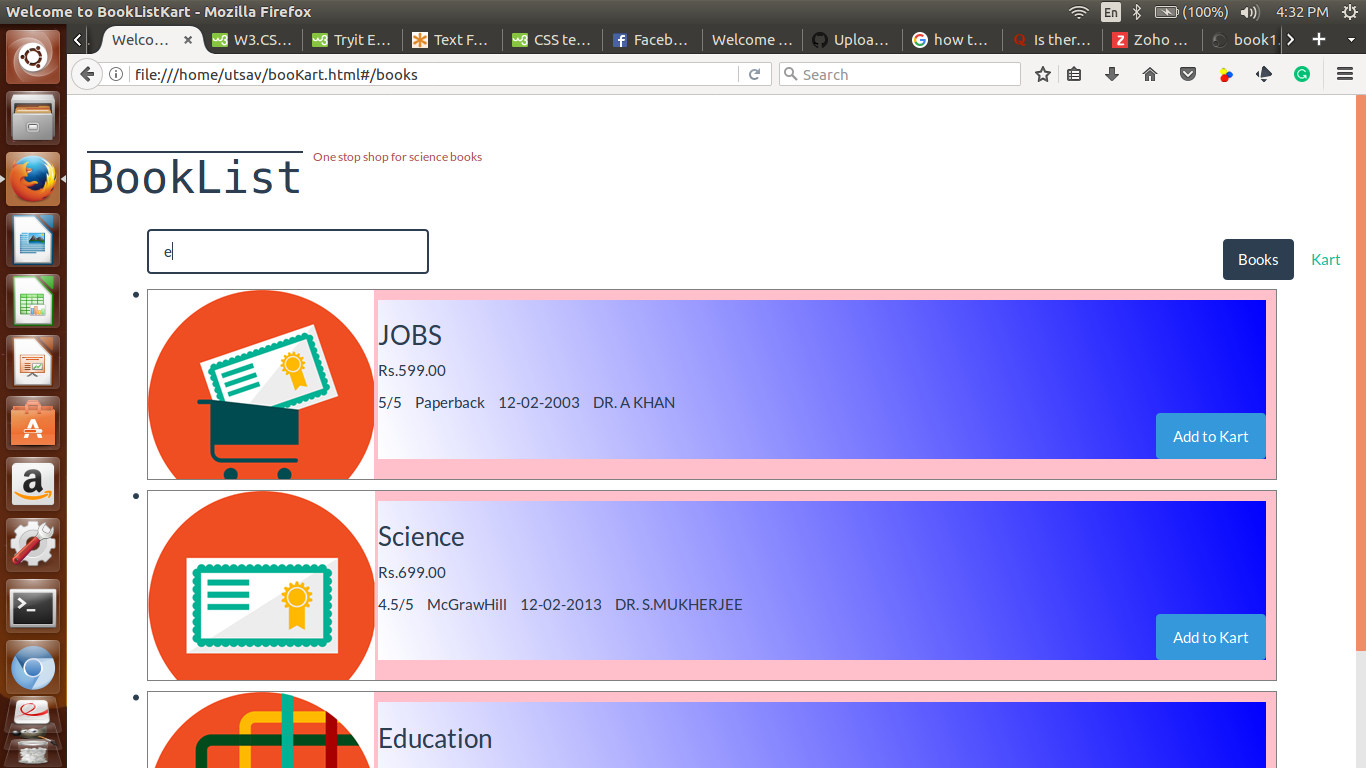 Welcome to BookListKart - Mozilla Firefox
En (100%) 4:32 PM
Welco... W3.CS... Tryit E... Text F... CSS te... Faceb... Welcome ... Uploa... how t... Is ther... Zoho ... book1.
file:///home/utsav/booKart.html#/books
Search
BookList
One stop shop for science books
e
Books
Kart
JOBS
Rs.599.00
5/5 Paperback 12-02-2003 DR. A KHAN
Add to Kart
Science
Rs.699.00
4.5/5 McGrawHill 12-02-2013 DR. S.MUKHERJEE
Add to Kart
Education